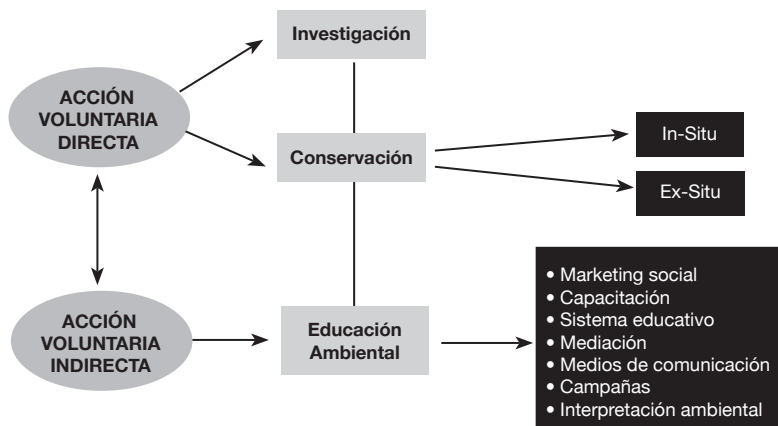 Investigación
ACCIÓN
VOLUNTARIA
DIRECTA
Conservación
In-Situ
Ex-Situ
ACCIÓN
VOLUNTARIA
INDIRECTA
Educación
Ambiental
• Marketing social
• Capacitación
• Sistema educativo
• Mediación
• Medios de comunicación
• Campañas
• Interpretación ambiental